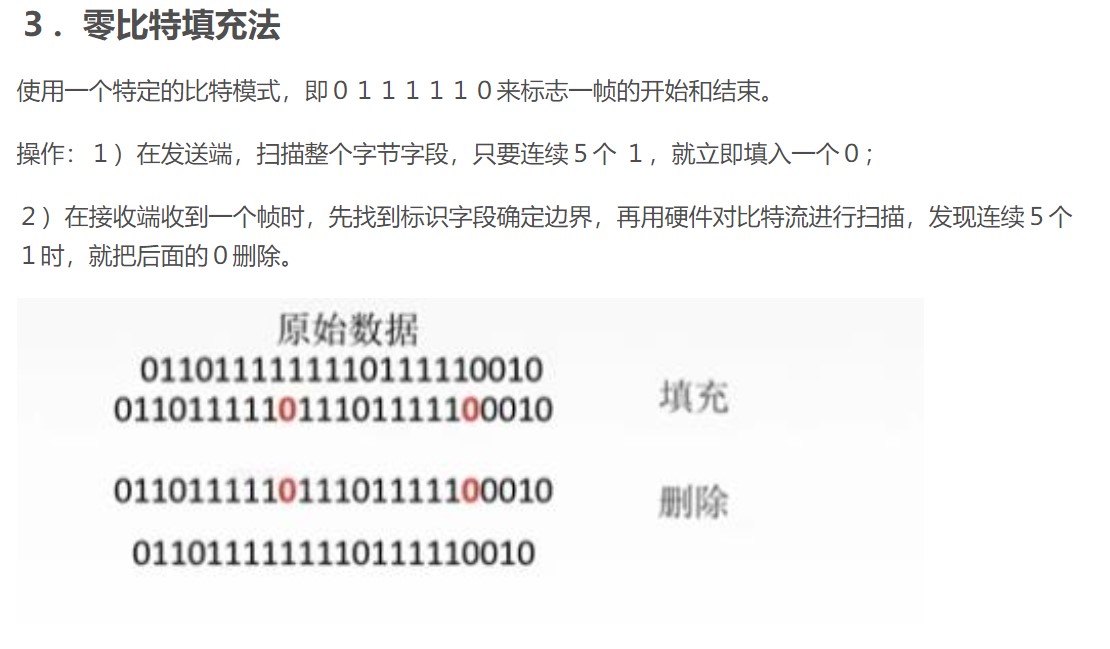 ３．零比特填充法
使用一个特定的比特模式，即０１１１１１０来标志一帧的开始和结束。
操作：１）在发送端，扫描整个字节字段，只要连续５个 １，就立即填入一个０；
２）在接收端收到一个帧时，先找到标识字段确定边界，再用硬件对比特流进行扫描，发现连续５个
１时，就把后面的０删除。
原始数据
0110111111110111110010
011011111011101111100010
填充
011011111011101111100010
删除
0110111111110111110010